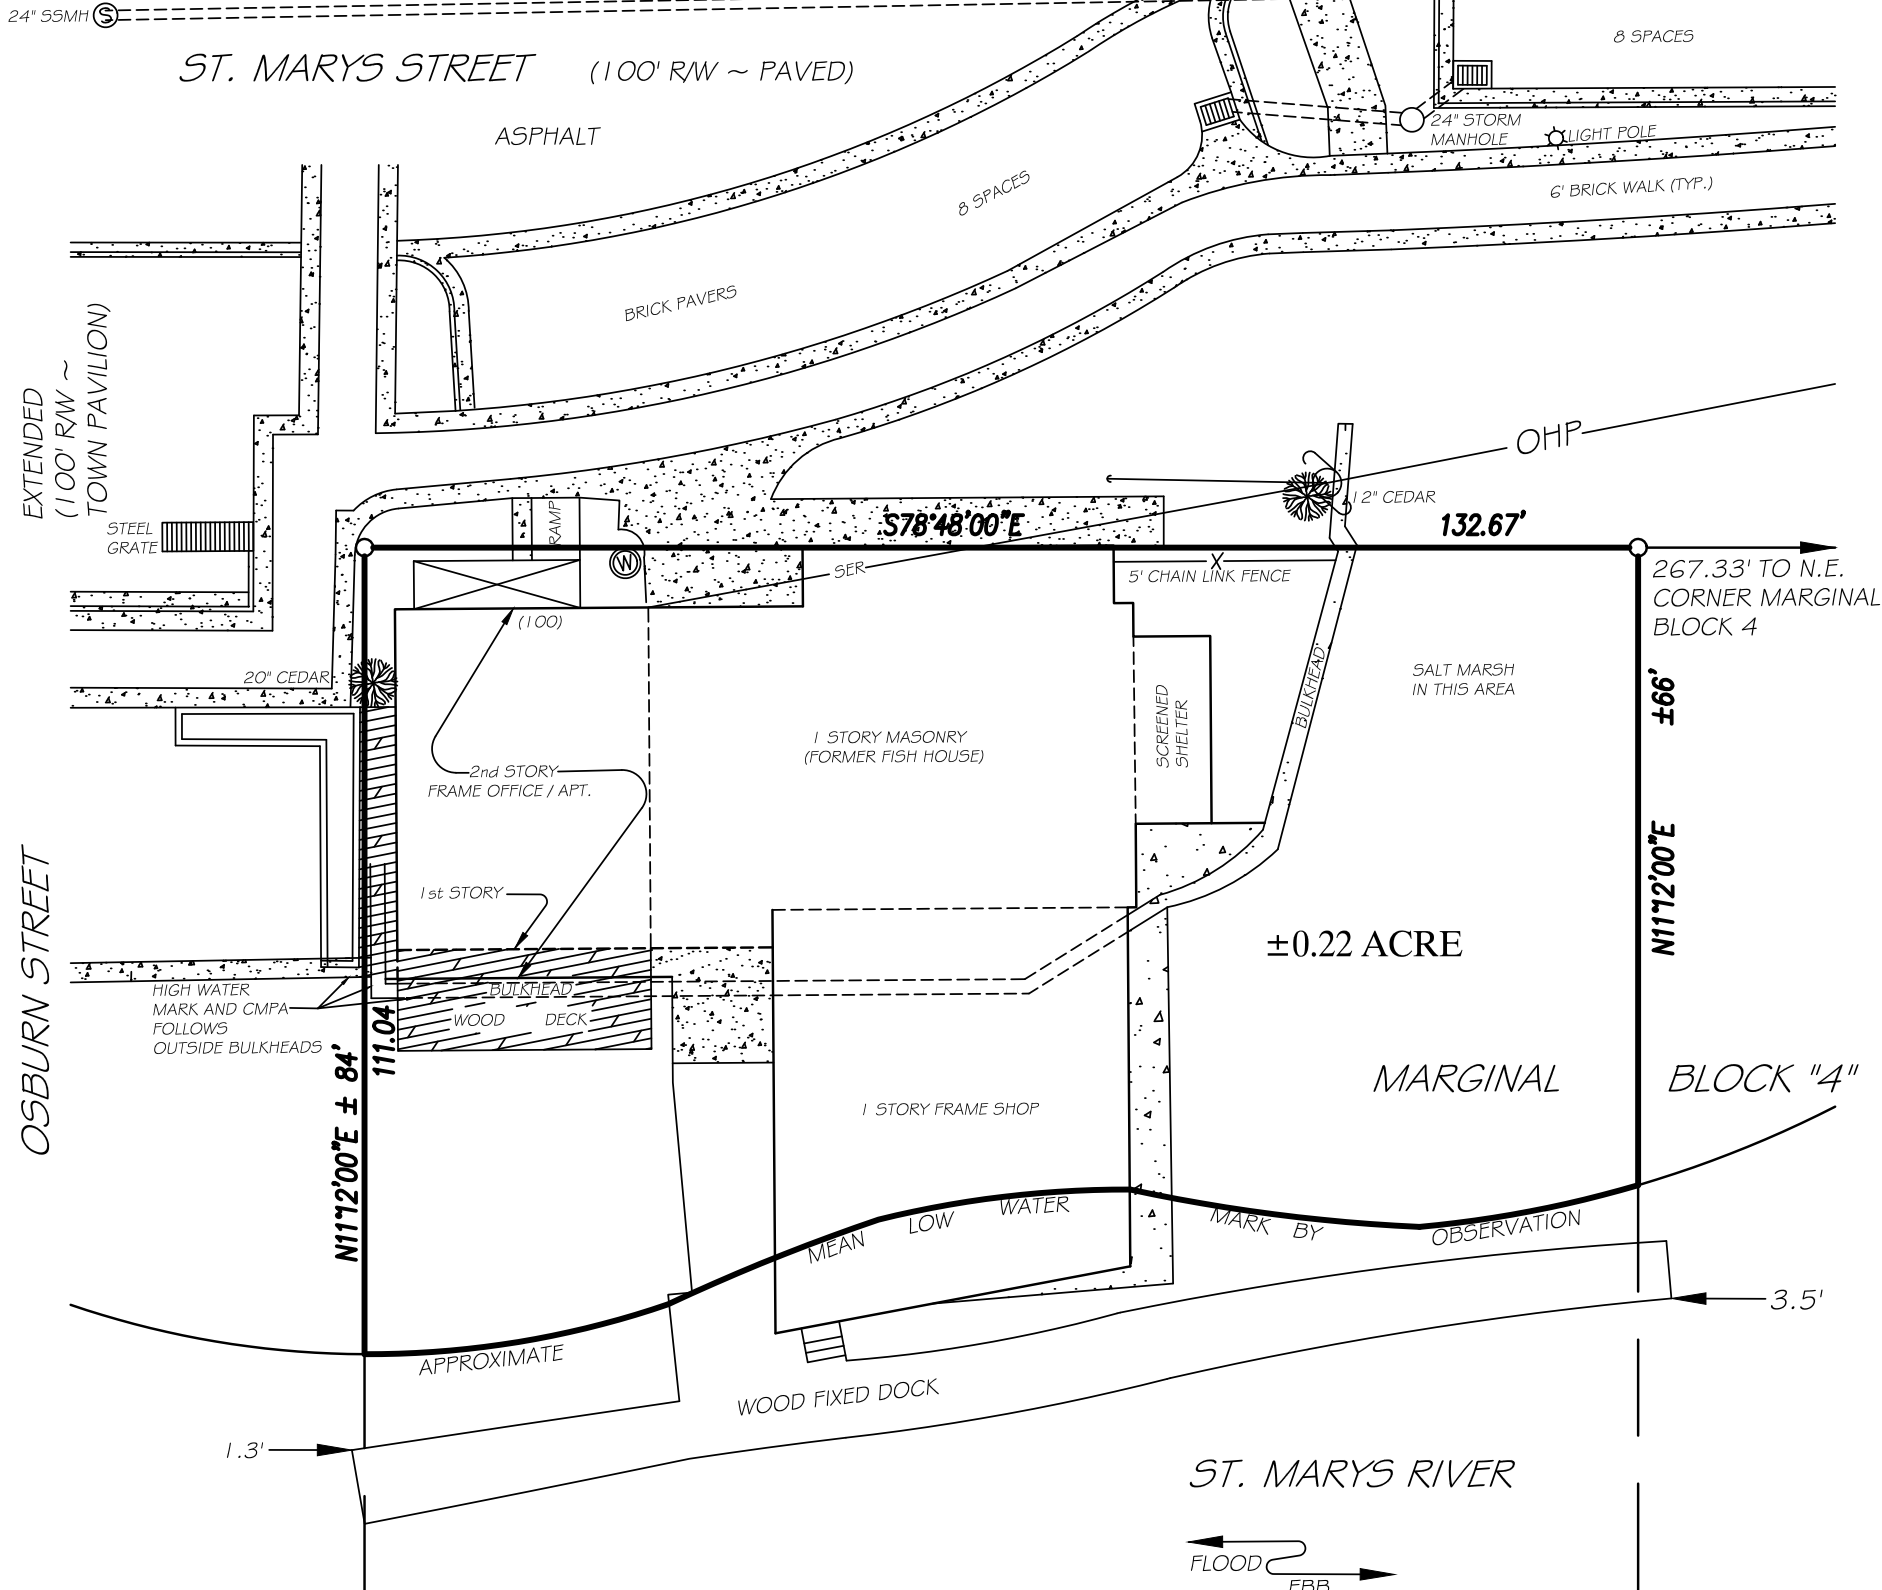 24" SSMH
S
ST. MARYS STREET (100' R/W ~ PAVED)
ASPHALT
8 SPACES
8 SPACES
24" STORM
MANHOLE
LIGHT POLE
6' BRICK WALK (TYP.)
BRICK PAVERS
EXTENDED
(100' R/W ~
TOWN PAVILION)
OHP
STEEL
GRATE
RAMP
S78°48'00"E
132.67'
12" CEDAR
W
SER
X
5' CHAIN LINK FENCE
267.33' TO N.E.
CORNER MARGINAL
BLOCK 4
(100)
20" CEDAR
BULKHEAD
SALT MARSH
IN THIS AREA
±66'
N11°12'00"E
SCREENED
SHELTER
1 STORY MASONRY
(FORMER FISH HOUSE)
2nd STORY
FRAME OFFICE / APT.
1st STORY
OSBURN STREET
±0.22 ACRE
HIGH WATER
MARK AND CMPA
FOLLOWS
OUTSIDE BULKHEADS
BULKHEAD
WOOD DECK
111.04
N11°12'00"E ± 84'
MARGINAL BLOCK "4"
1 STORY FRAME SHOP
APPROXIMATE MEAN LOW WATER MARK BY OBSERVATION
3.5'
WOOD FIXED DOCK
1.3'
ST. MARYS RIVER
FLOOD
EBB